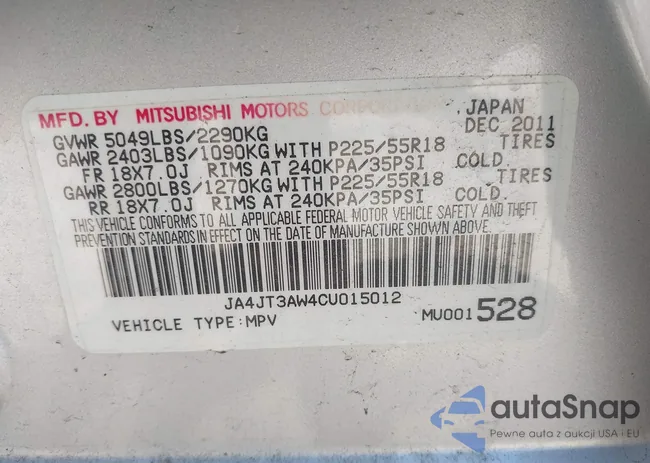 MFD. BY MITSUBISHI MOTORS CORPORATION JAPAN
GVWR 5049LBS/2290KG DEC 2011
GAWR 2403LBS/1090KG WITH P225/55R18 TIRES
FR 18X7.0J RIMS AT 240KPA/35PSI COLD.
GAWR 2800LBS/1270KG WITH P225/55R18 TIRES
RR 18X7.0J RIMS AT 240KPA/35PSI COLD.
THIS VEHICLE CONFORMS TO ALL APPLICABLE FEDERAL MOTOR VEHICLE SAFETY AND THEFT
PREVENTION STANDARDS IN EFFECT ON THE DATE OF MANUFACTURE SHOWN ABOVE.
JA4JT3AW4CU015012
VEHICLE TYPE:MPV MU001528
autaSnap
Pewne auta z aukcji USA i EU